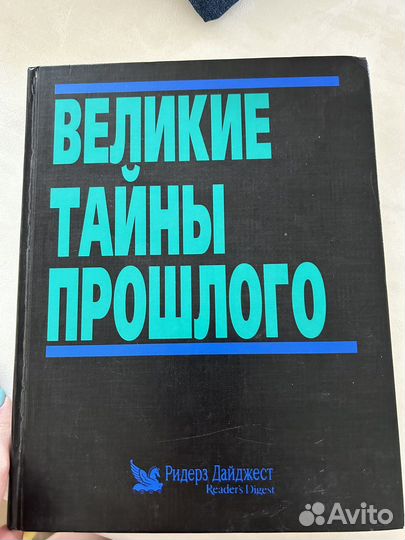 ВЕЛИКИЕ
ТАЙНЫ
ПРОШЛОГО
Ридерз Дайджест
Reader's Digest
Avito